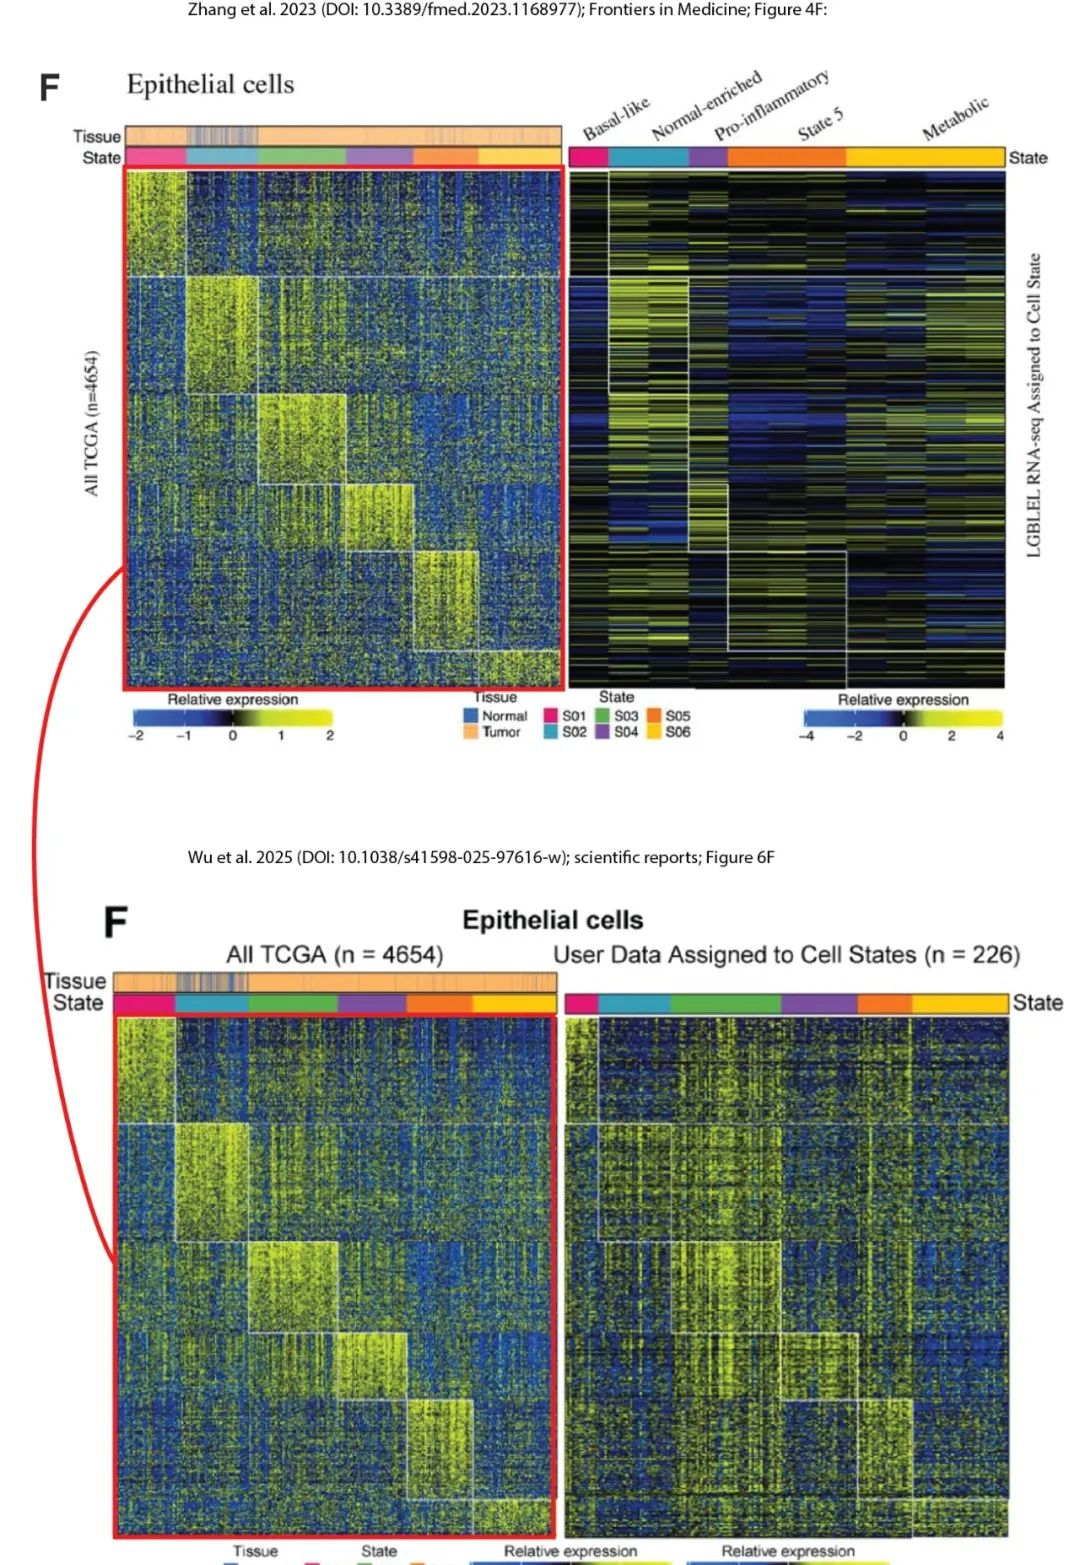 Zhang et al. 2023 (DOI: 10.3389/fmed.2023.1168977); Frontiers in Medicine; Figure 4F:
F
Epithelial cells
Basal-like
Normal-enriched
Pro-inflammatory
State 5
Metabolic
Tissue
State
State
All TCGA (n=4654)
LGBLEL RNA-seq Assigned to Cell State
Relative expression
-2 -1 0 1 2
Tissue
Normal
Tumor
State
S01 S03 S05
S02 S04 S06
Relative expression
-4 -2 0 2 4
Wu et al. 2025 (DOI: 10.1038/s41598-025-97616-w); scientific reports; Figure 6F
F
Epithelial cells
All TCGA (n = 4654)
User Data Assigned to Cell States (n = 226)
Tissue
State
State
Tissue
State
Relative expression
Relative expression